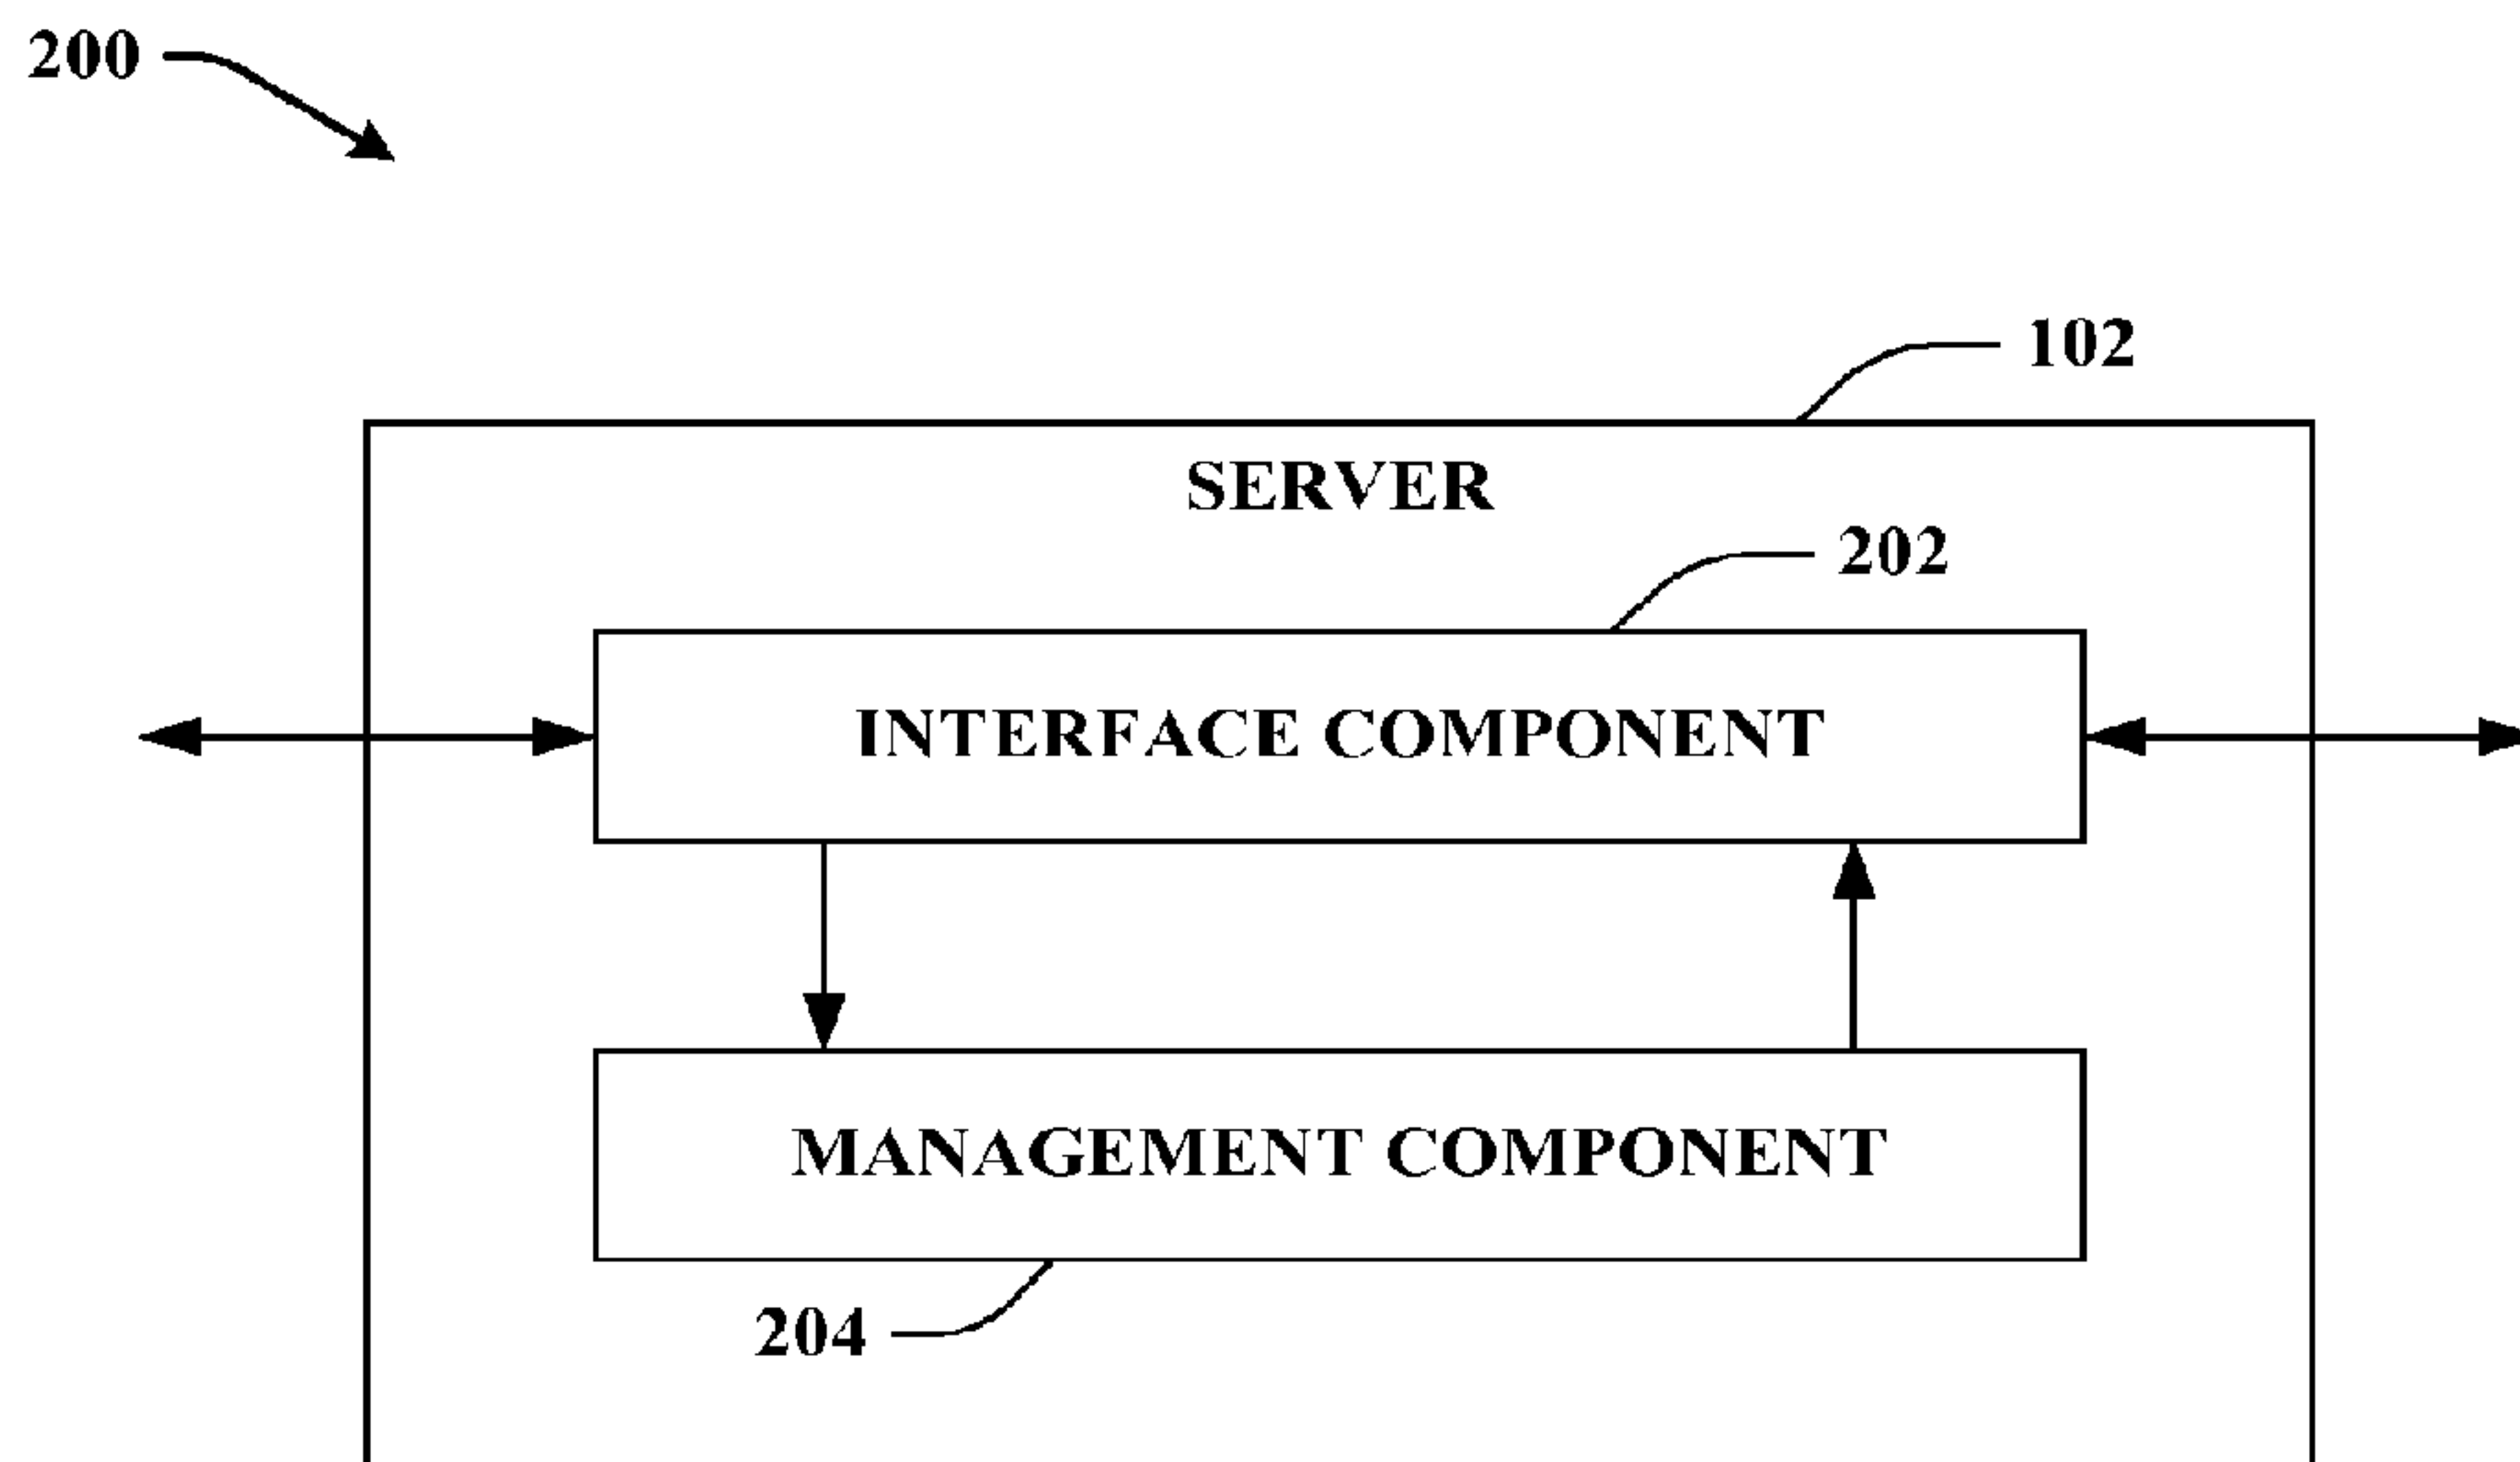 200
102
SERVER
202
INTERFACE COMPONENT
MANAGEMENT COMPONENT
204